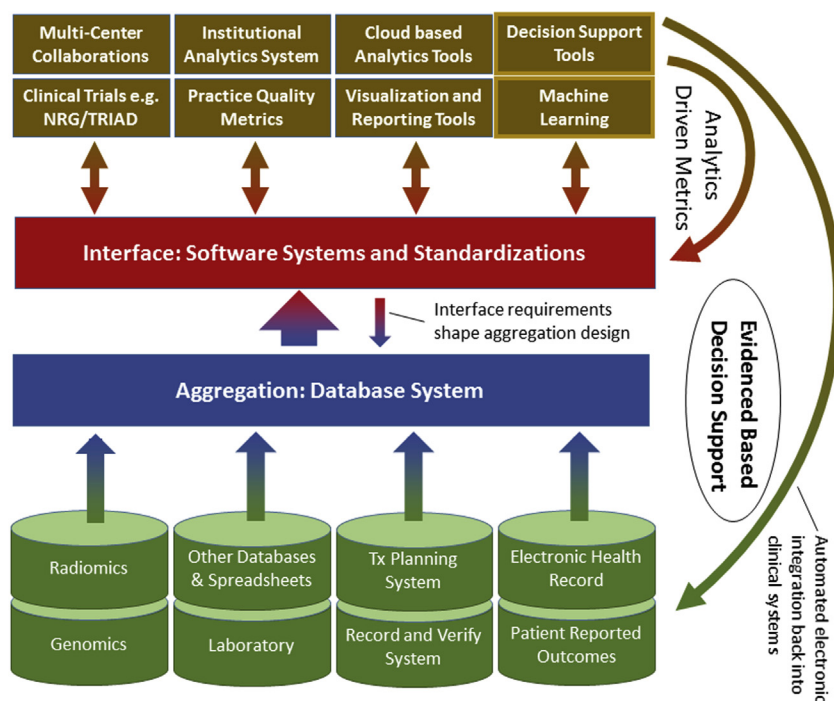 Multi-Center
Collaborations
Institutional
Analytics System
Cloud based
Analytics Tools
Decision Support
Tools
Clinical Trials e.g.
NRG/TRIAD
Practice Quality
Metrics
Visualization and
Reporting Tools
Machine
Learning
Analytics
Driven Metrics
Interface: Software Systems and Standardizations
Interface requirements
shape aggregation design
Evidenced Based
Decision Support
Aggregation: Database System
Radiomics
Other Databases
& Spreadsheets
Tx Planning
System
Electronic Health
Record
Genomics
Laboratory
Record and Verify
System
Patient Reported
Outcomes
Automated electronic
integration back into
clinical systems